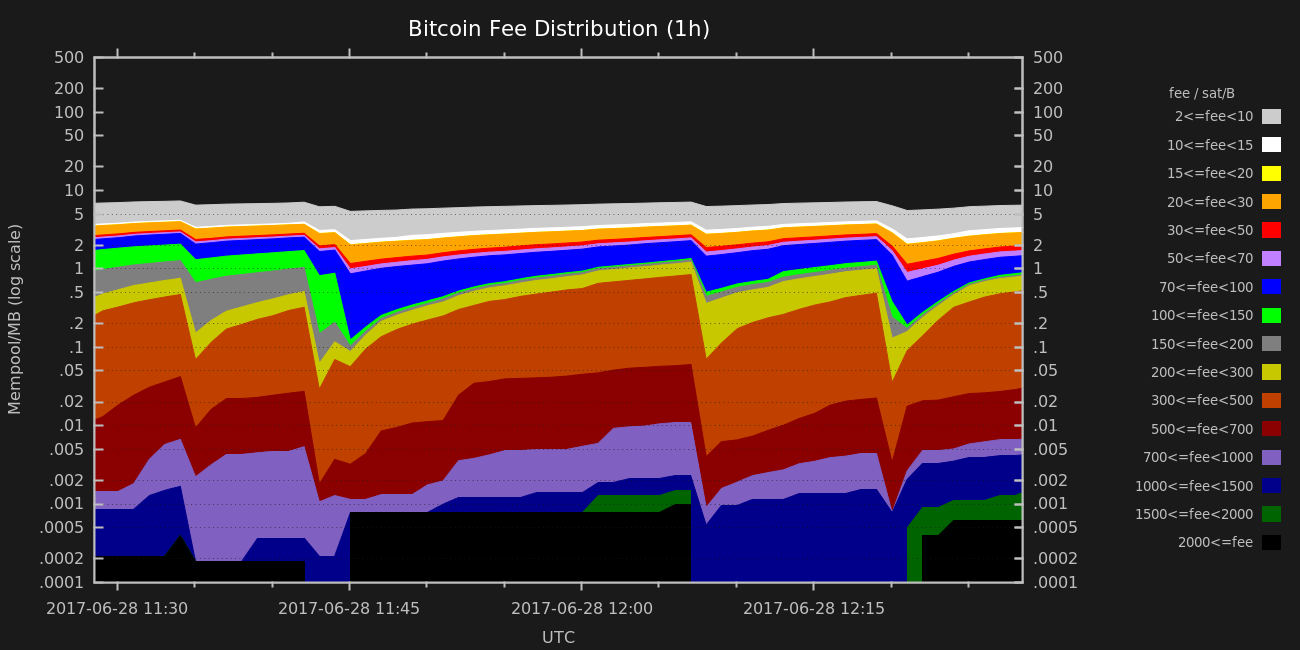 Bitcoin Fee Distribution (1h)
500 500
200 200
100 100
50 50
20 20
10 10
5 5
2 2
1 1
.5 .5
.2 .2
.1 .1
.05 .05
.02 .02
.01 .01
.005 .005
.002 .002
.001 .001
.0005 .0005
.0002 .0002
.0001 .0001
Mempool/MB (log scale)
2017-06-28 11:30 2017-06-28 11:45 2017-06-28 12:00 2017-06-28 12:15
UTC
fee / sat/B
2<=fee<10
10<=fee<15
15<=fee<20
20<=fee<30
30<=fee<50
50<=fee<70
70<=fee<100
100<=fee<150
150<=fee<200
200<=fee<300
300<=fee<500
500<=fee<700
700<=fee<1000
1000<=fee<1500
1500<=fee<2000
2000<=fee